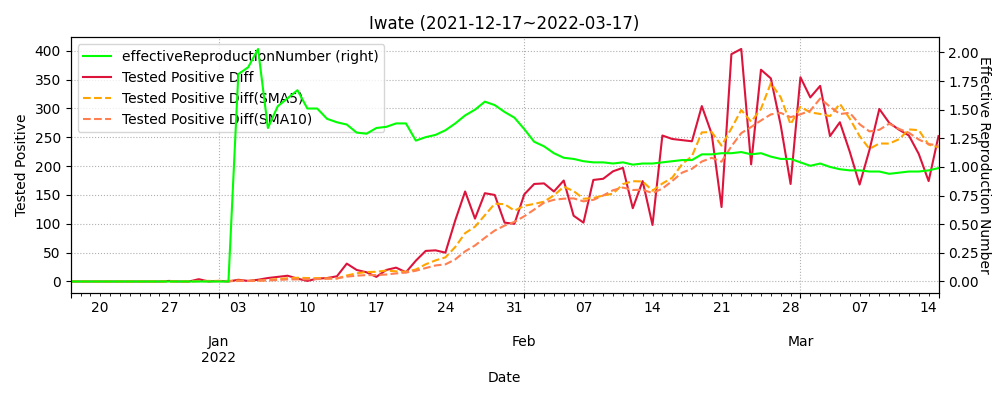 Iwate (2021-12-17~2022-03-17)
effectiveReproductionNumber (right)
Tested Positive Diff
Tested Positive Diff(SMA5)
Tested Positive Diff(SMA10)
Tested Positive
400
350
300
250
200
150
100
50
0
Effective Reproduction Number
2.00
1.75
1.50
1.25
1.00
0.75
0.50
0.25
0.00
20 27 03 10 17 24 31 07 14 21 28 07 14
Jan Feb Mar
2022
Date